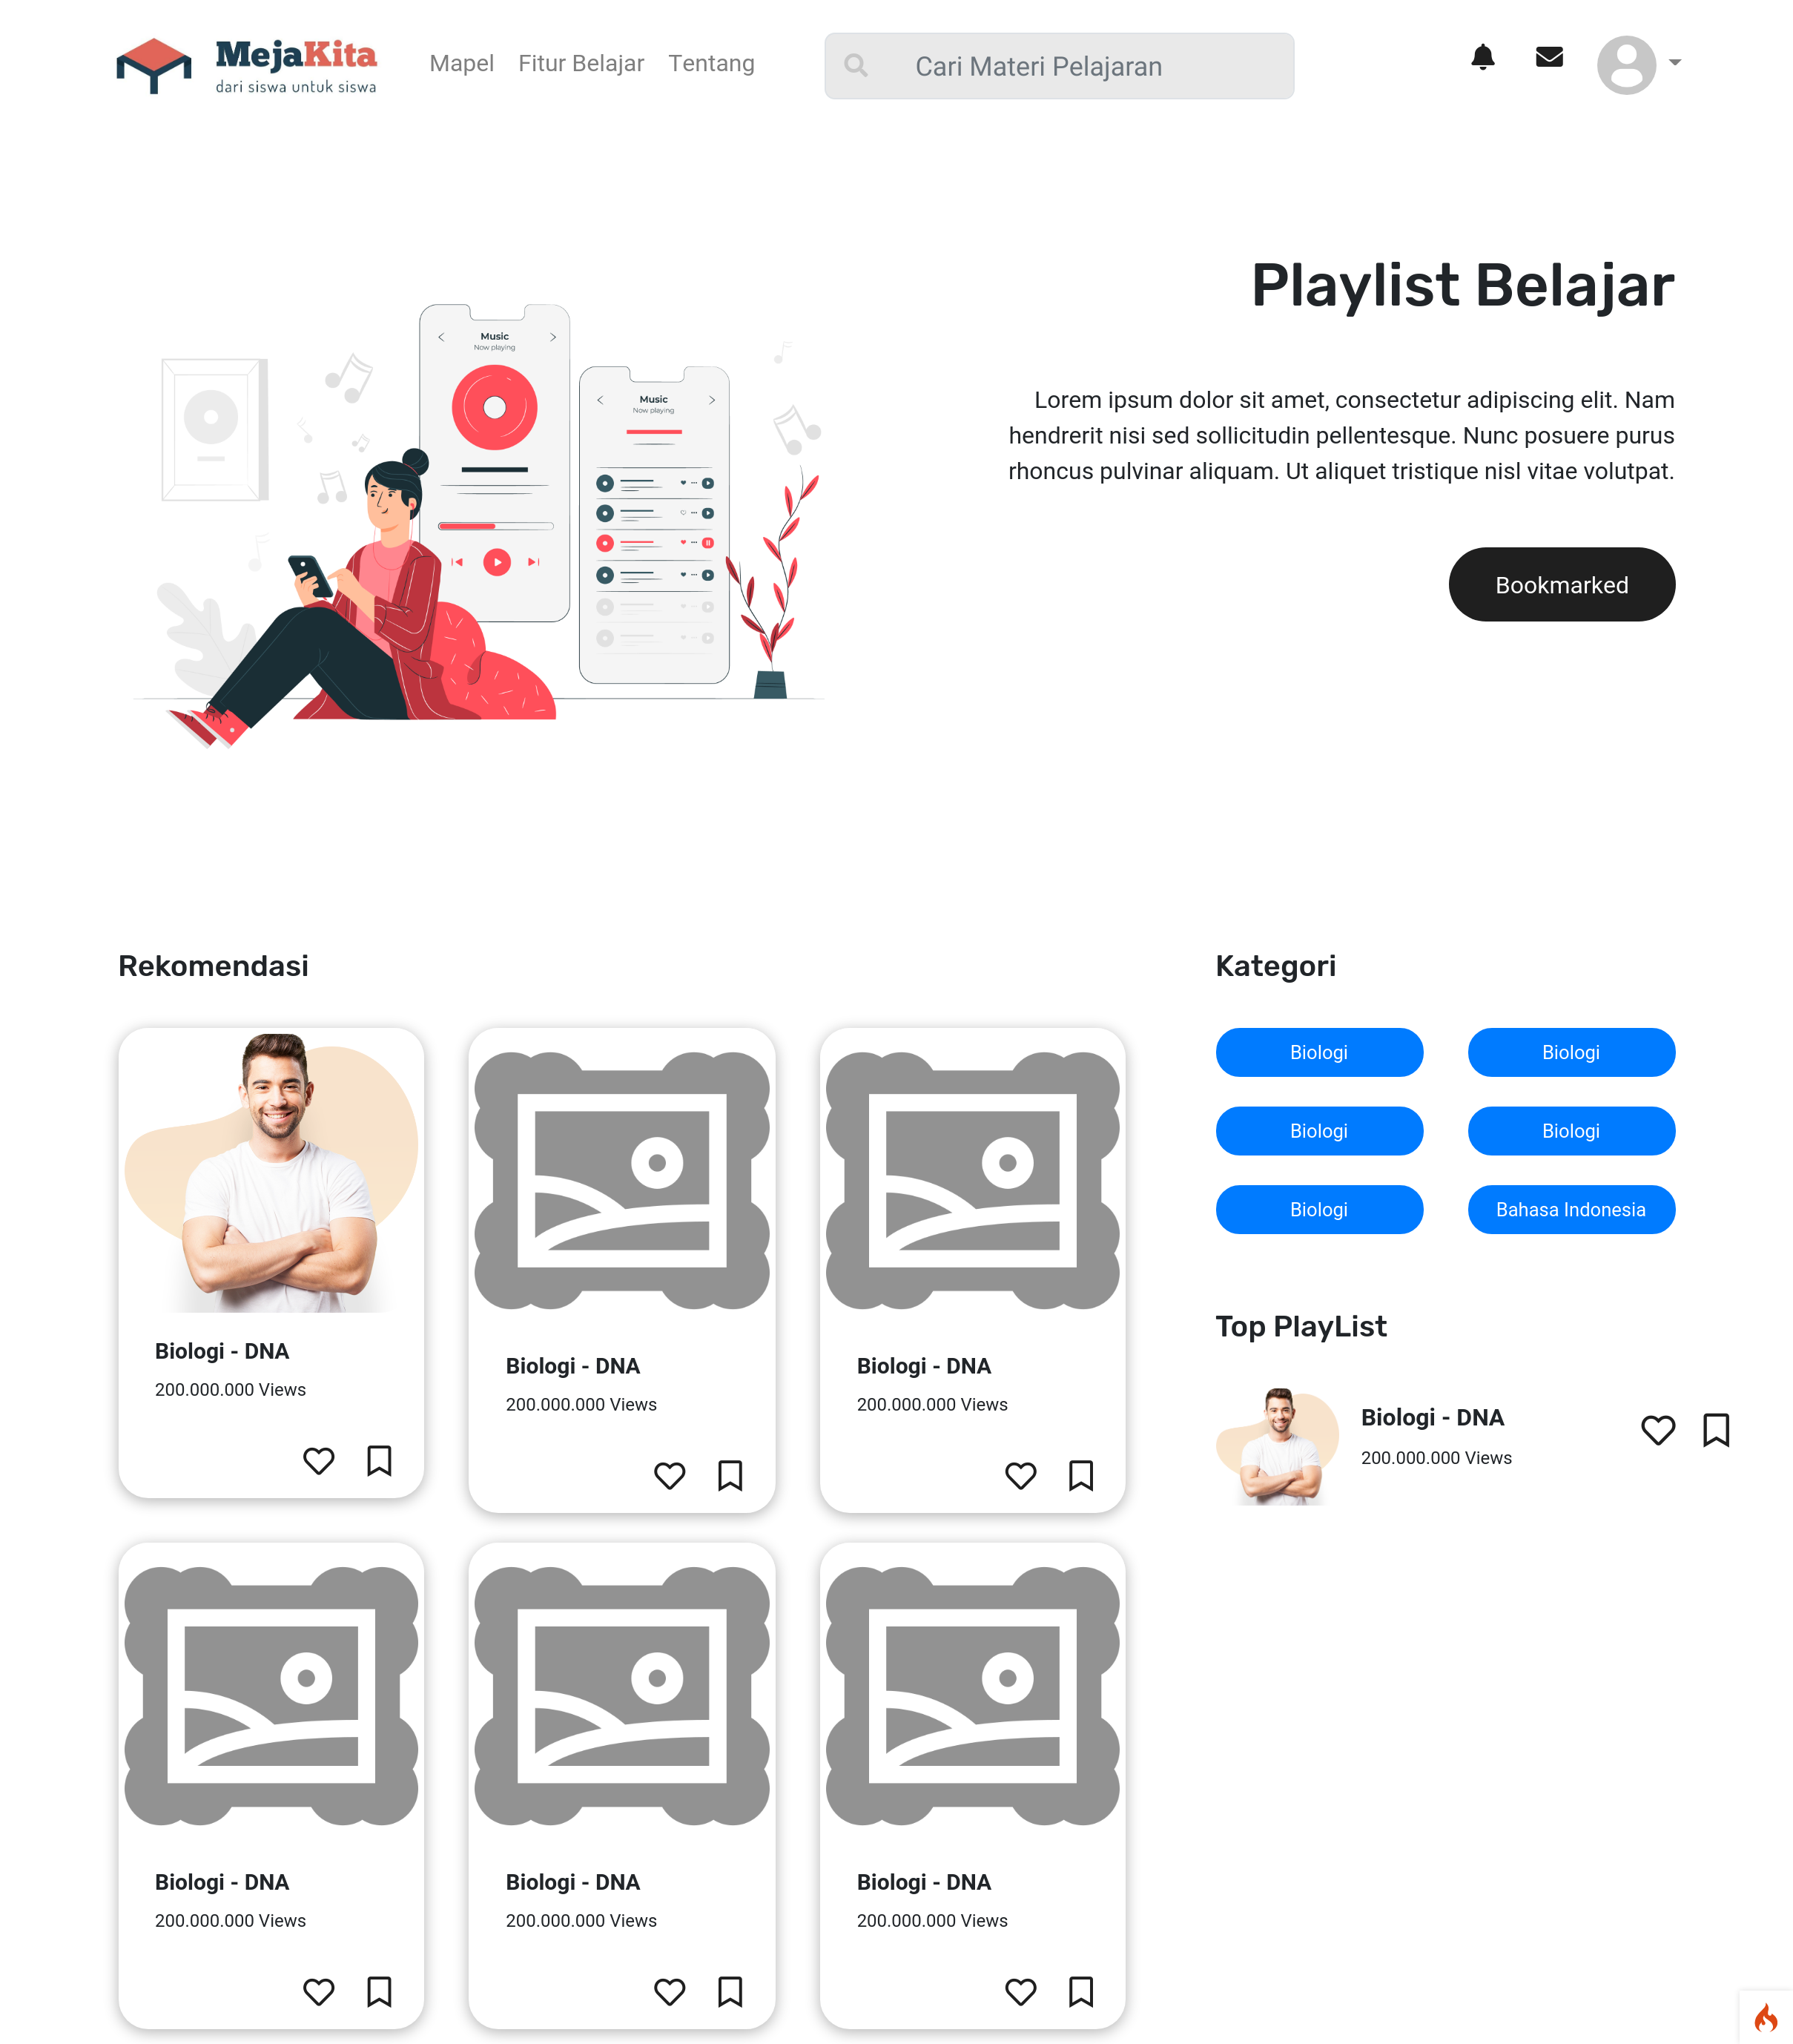 MejaKita
dari siswa untuk siswa
Mapel Fitur Belajar Tentang
Cari Materi Pelajaran
Playlist Belajar
Lorem ipsum dolor sit amet, consectetur adipiscing elit. Nam
hendrerit nisi sed sollicitudin pellentesque. Nunc posuere purus
rhoncus pulvinar aliquam. Ut aliquet tristique nisl vitae volutpat.
Bookmarked
Music
Now playing
Music
Now playing
Rekomendasi
Biologi - DNA
200.000.000 Views
Biologi - DNA
200.000.000 Views
Biologi - DNA
200.000.000 Views
Biologi - DNA
200.000.000 Views
Biologi - DNA
200.000.000 Views
Biologi - DNA
200.000.000 Views
Kategori
Biologi
Biologi
Biologi
Biologi
Biologi
Bahasa Indonesia
Top PlayList
Biologi - DNA
200.000.000 Views